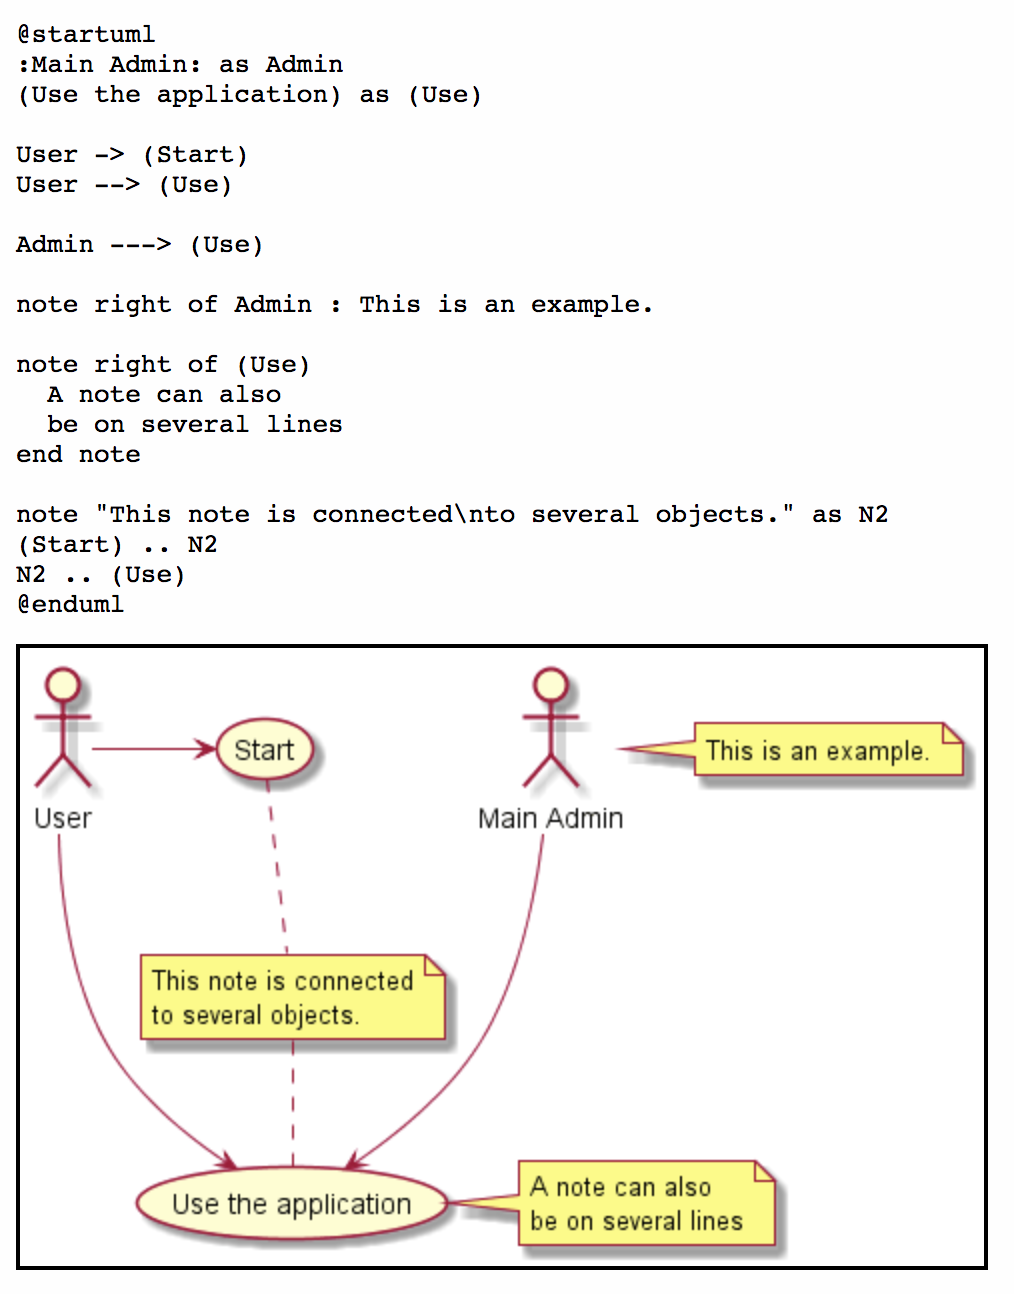 @startuml
:Main Admin: as Admin
(Use the application) as (Use)
User -> (Start)
User --> (Use)
Admin ---> (Use)
note right of Admin : This is an example.
note right of (Use)
  A note can also
  be on several lines
end note
note "This note is connected\nto several objects." as N2
(Start) .. N2
N2 .. (Use)
@enduml
Start
This is an example.
User
Main Admin
This note is connected
to several objects.
Use the application
A note can also
be on several lines